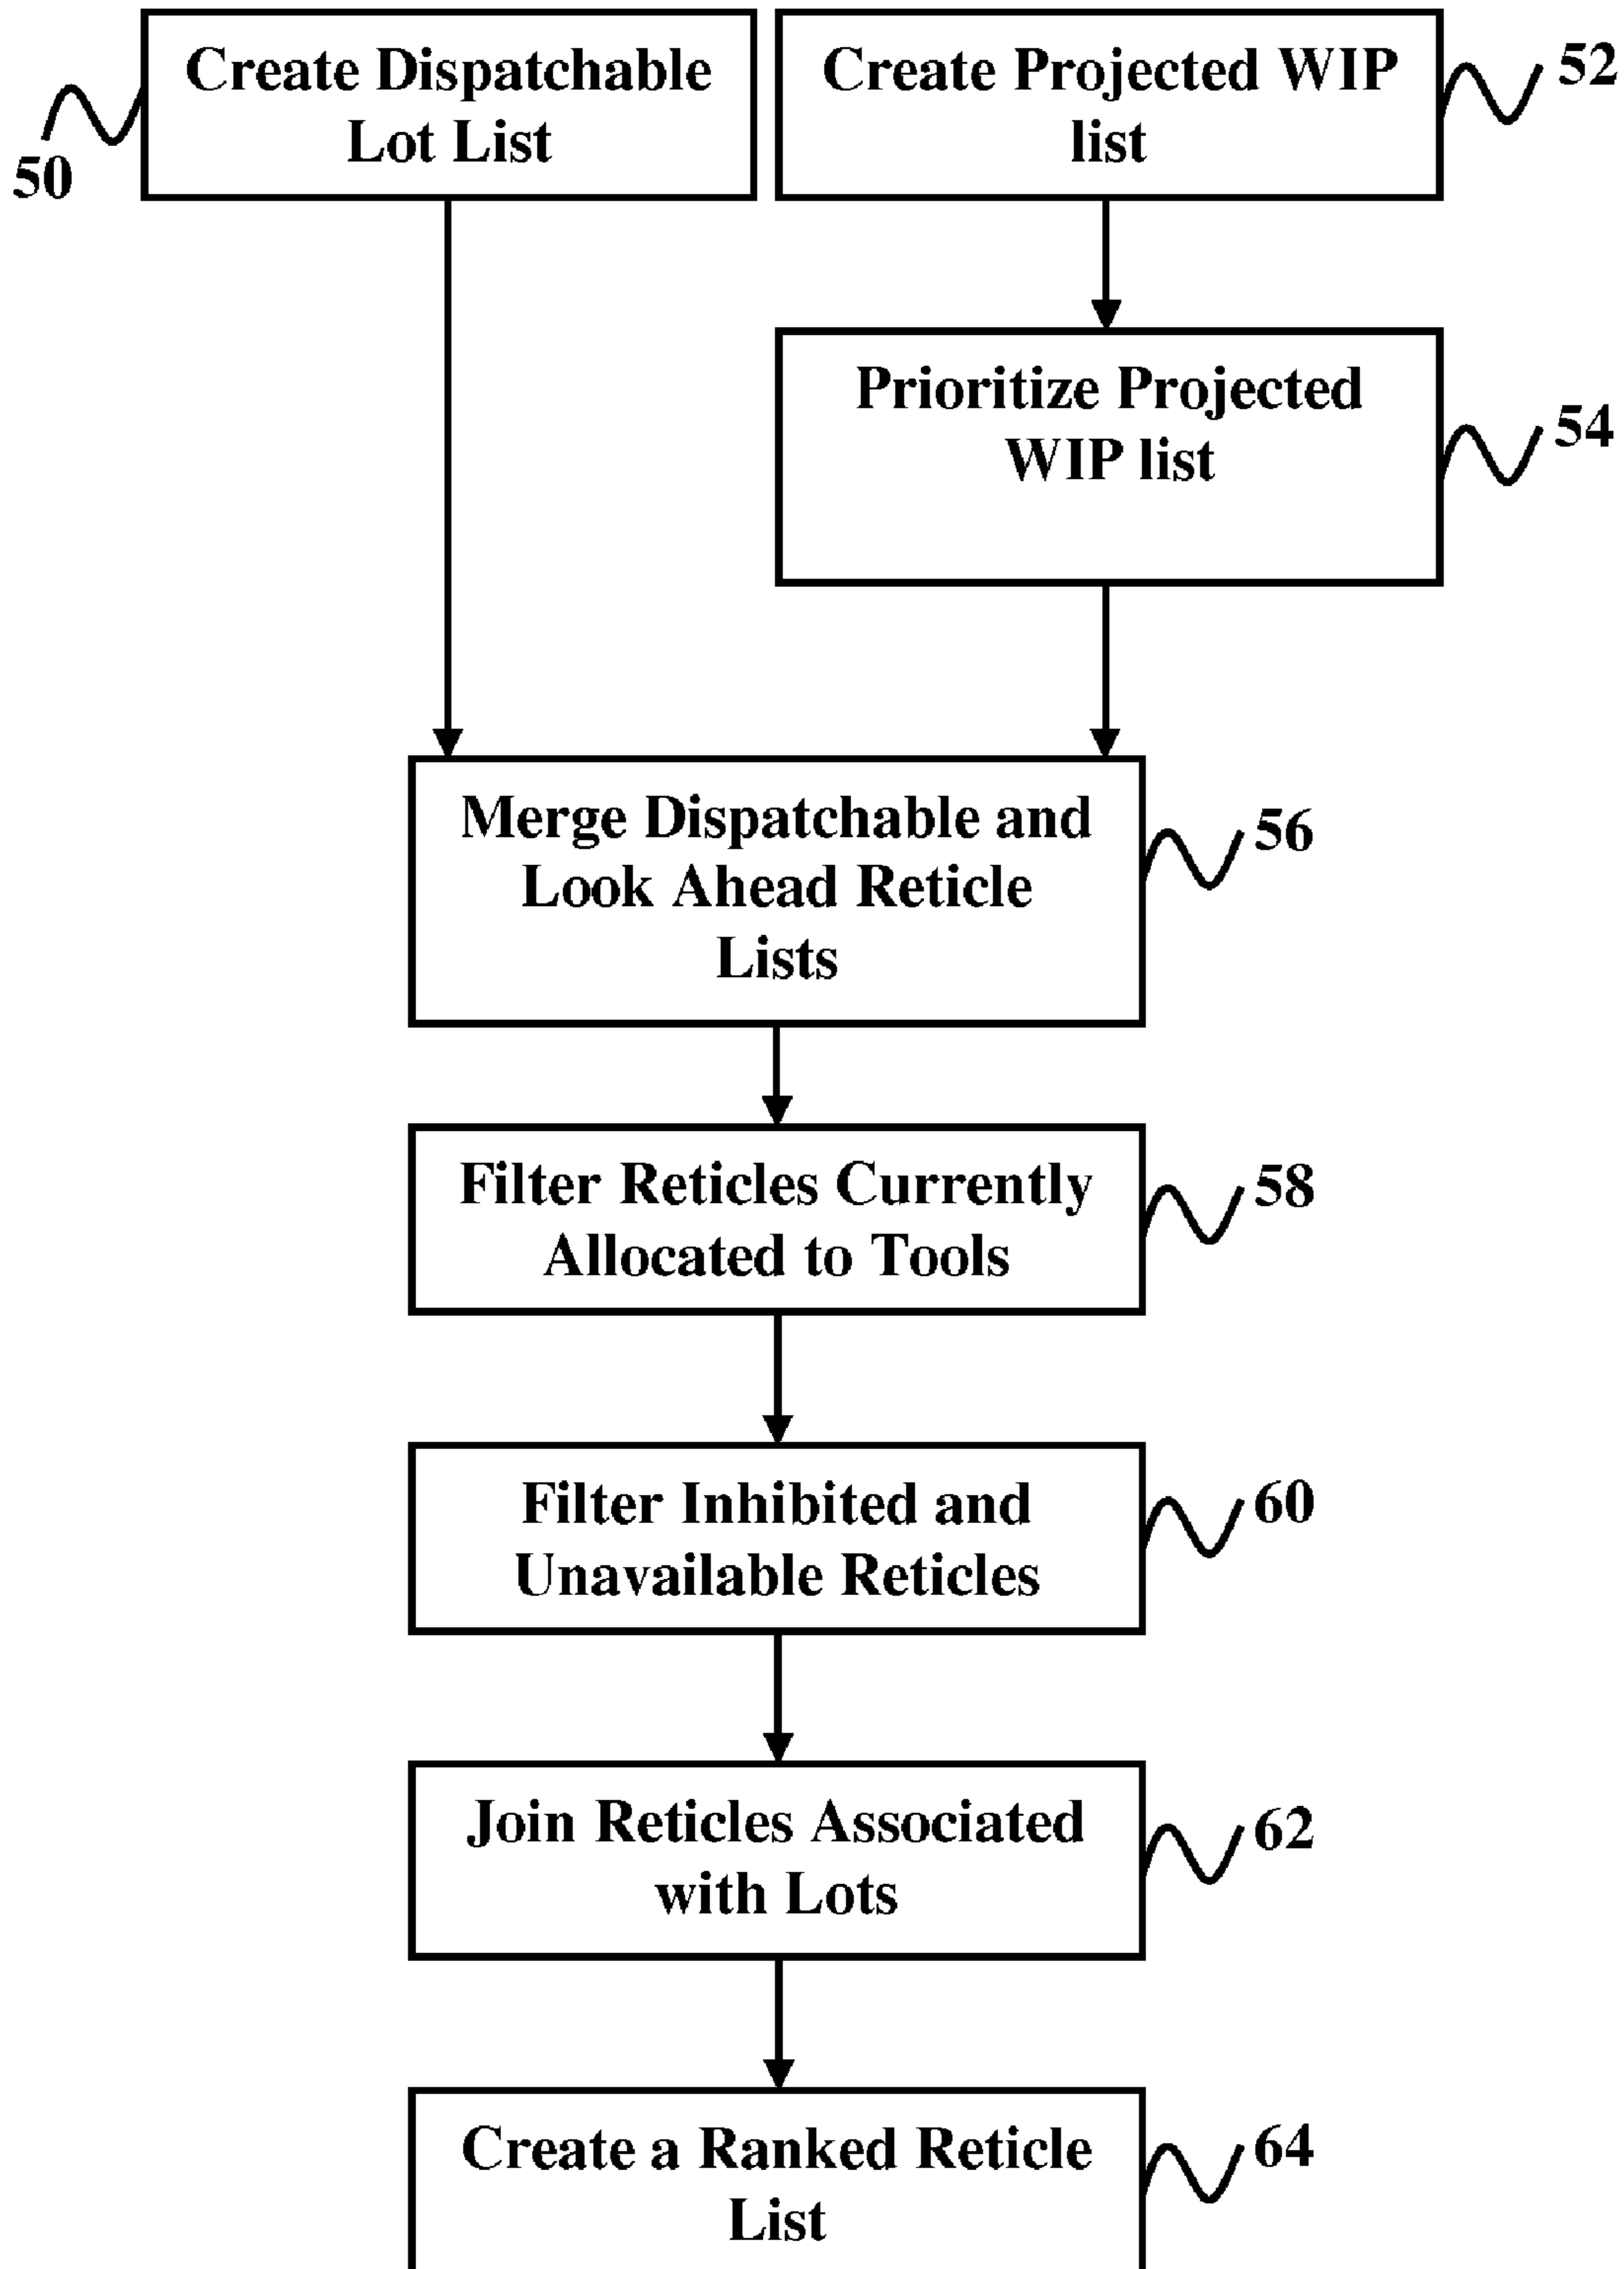 Create Dispatchable
Lot List
50
Create Projected WIP
list
52
Prioritize Projected
WIP list
54
Merge Dispatchable and
Look Ahead Reticle
Lists
56
Filter Reticles Currently
Allocated to Tools
58
Filter Inhibited and
Unavailable Reticles
60
Join Reticles Associated
with Lots
62
Create a Ranked Reticle
List
64